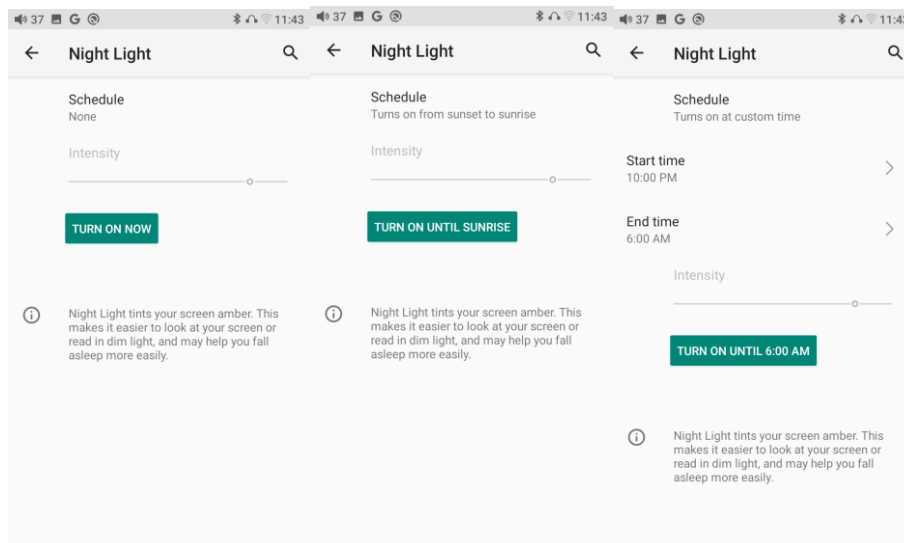 37 G 11:43
Night Light
Schedule
None
Intensity
TURN ON NOW
Night Light tints your screen amber. This
makes it easier to look at your screen or
read in dim light, and may help you fall
asleep more easily.
37 G 11:43
Night Light
Schedule
Turns on from sunset to sunrise
Intensity
TURN ON UNTIL SUNRISE
Night Light tints your screen amber. This
makes it easier to look at your screen or
read in dim light, and may help you fall
asleep more easily.
37 G 11:43
Night Light
Schedule
Turns on at custom time
Start time
10:00 PM
End time
6:00 AM
Intensity
TURN ON UNTIL 6:00 AM
Night Light tints your screen amber. This
makes it easier to look at your screen or
read in dim light, and may help you fall
asleep more easily.